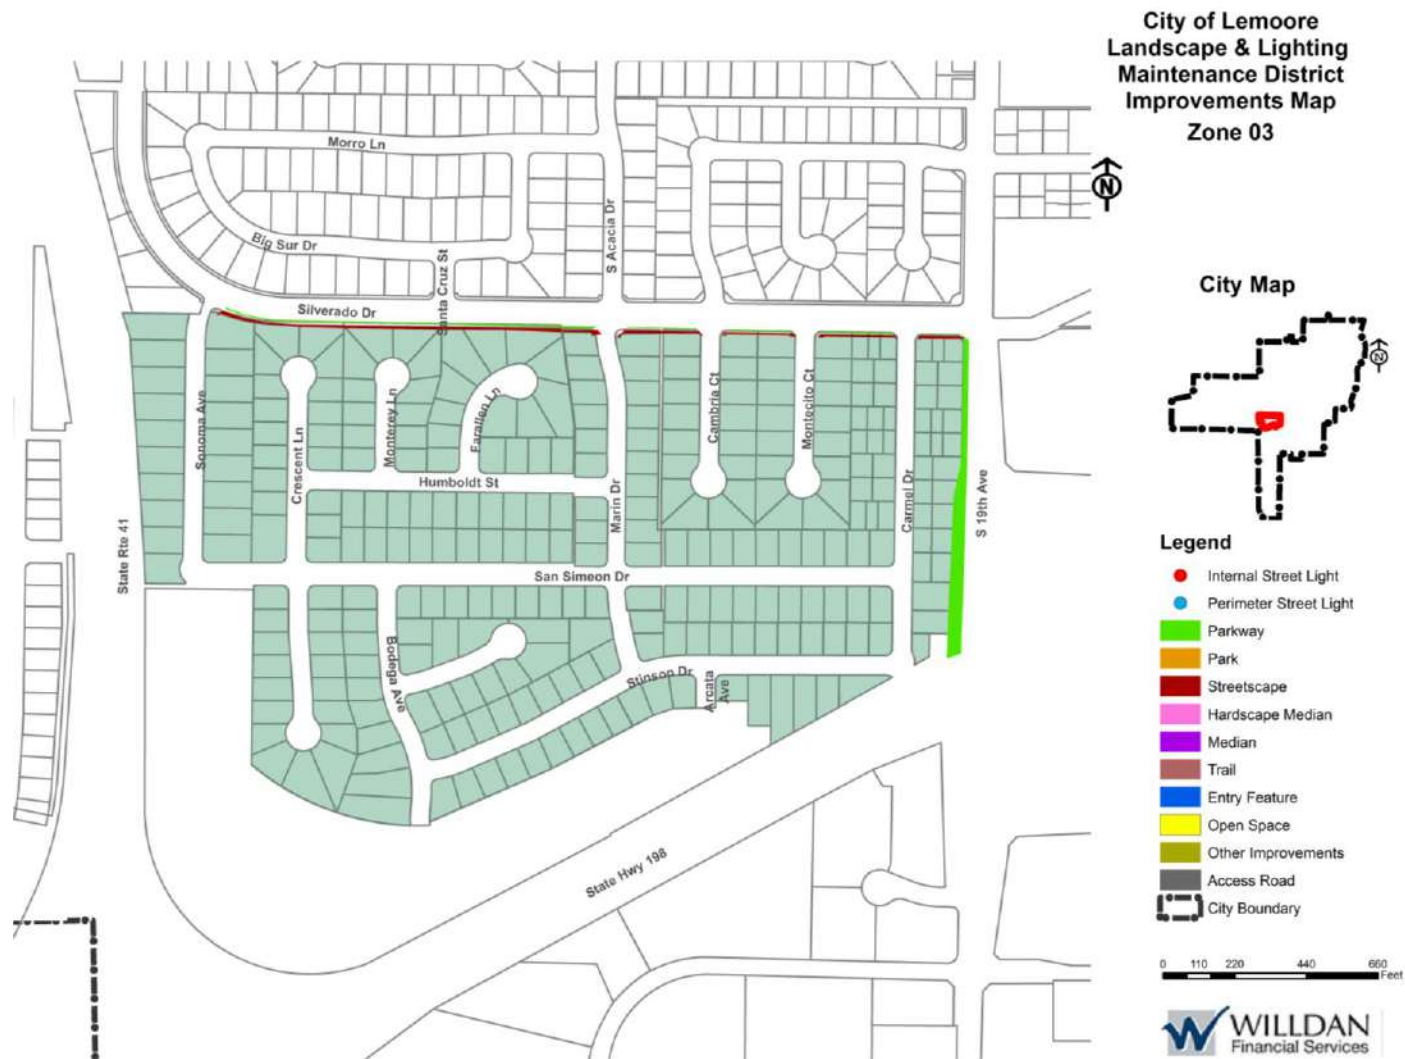 City of Lemoore
Landscape & Lighting
Maintenance District
Improvements Map
Zone 03
N
Morro Ln
Big Sur Dr
Santa Cruz St
S Acacia Dr
Silverado Dr
Sonoma Ave
Crescent Ln
Monterey Ln
Farallen Ln
Cambria Ct
Montecito Ct
Humboldt St
Marin Dr
Carmel Dr
S 19th Ave
State Rte 41
San Simeon Dr
Bodega Ave
Stinson Dr
Arcata
Ave
State Hwy 198
City Map
N
Legend
Internal Street Light
Perimeter Street Light
Parkway
Park
Streetscape
Hardscape Median
Median
Trail
Entry Feature
Open Space
Other Improvements
Access Road
City Boundary
0 110 220 440 660
Feet
WILLDAN
Financial Services